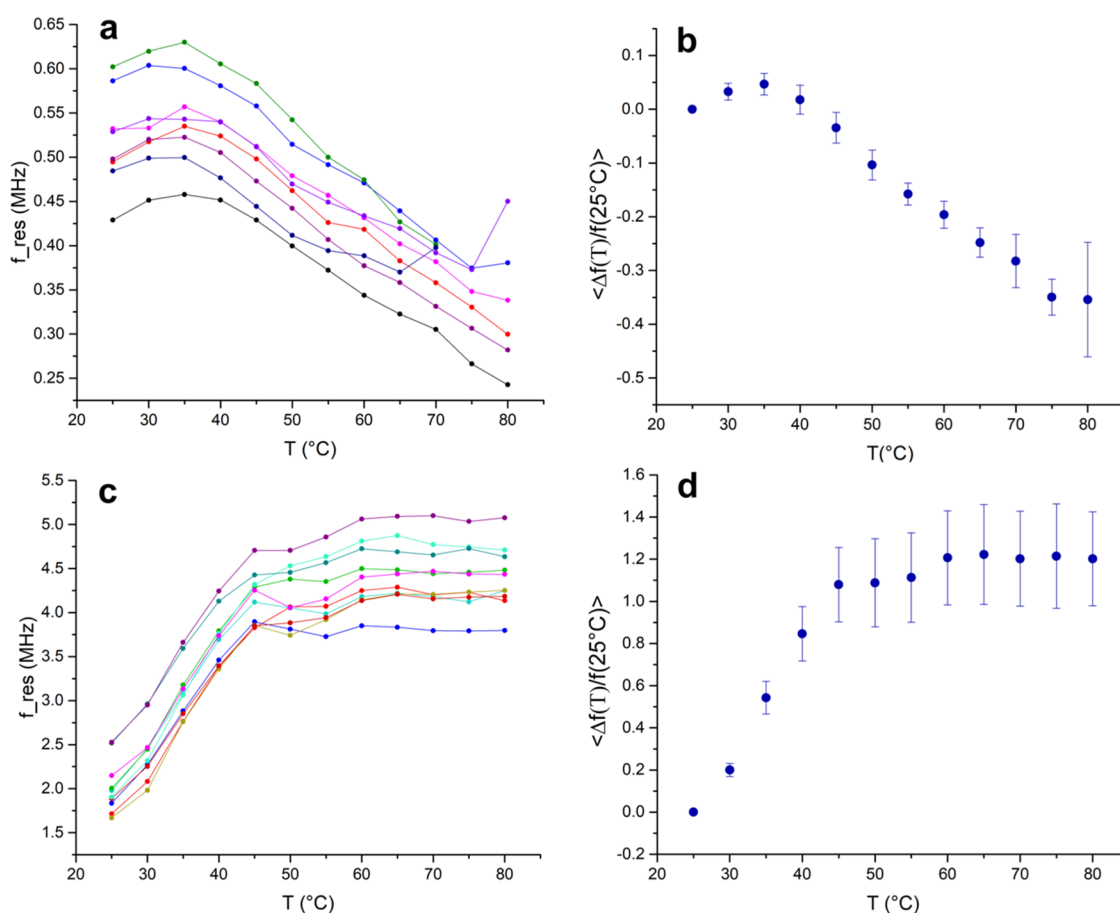 a
0.65
0.60
0.55
0.50
0.45
0.40
0.35
0.30
0.25
f_res (MHz)
20 30 40 50 60 70 80
T (°C)
b
0.1
0.0
-0.1
-0.2
-0.3
-0.4
-0.5
<Δf(T)/f(25°C)>
20 30 40 50 60 70 80
T(°C)
c
5.5
5.0
4.5
4.0
3.5
3.0
2.5
2.0
1.5
f_res (MHz)
20 30 40 50 60 70 80
T (°C)
d
1.6
1.4
1.2
1.0
0.8
0.6
0.4
0.2
0.0
-0.2
<Δf(T)/f(25°C)>
20 30 40 50 60 70 80
T (°C)